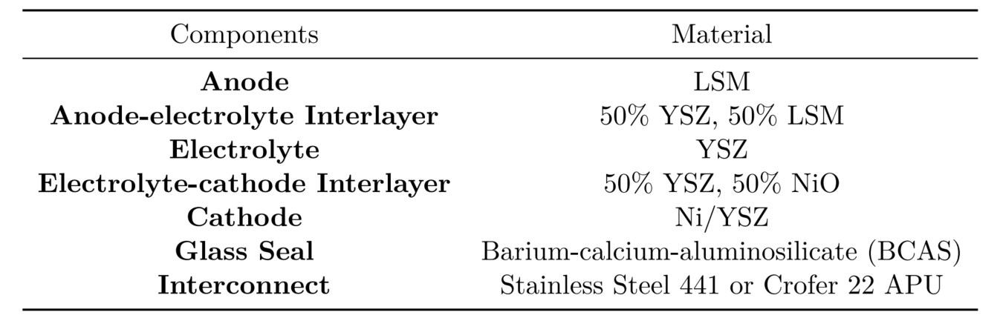 Components Material
Anode LSM
Anode-electrolyte Interlayer 50% YSZ, 50% LSM
Electrolyte YSZ
Electrolyte-cathode Interlayer 50% YSZ, 50% NiO
Cathode Ni/YSZ
Glass Seal Barium-calcium-aluminosilicate (BCAS)
Interconnect Stainless Steel 441 or Crofer 22 APU